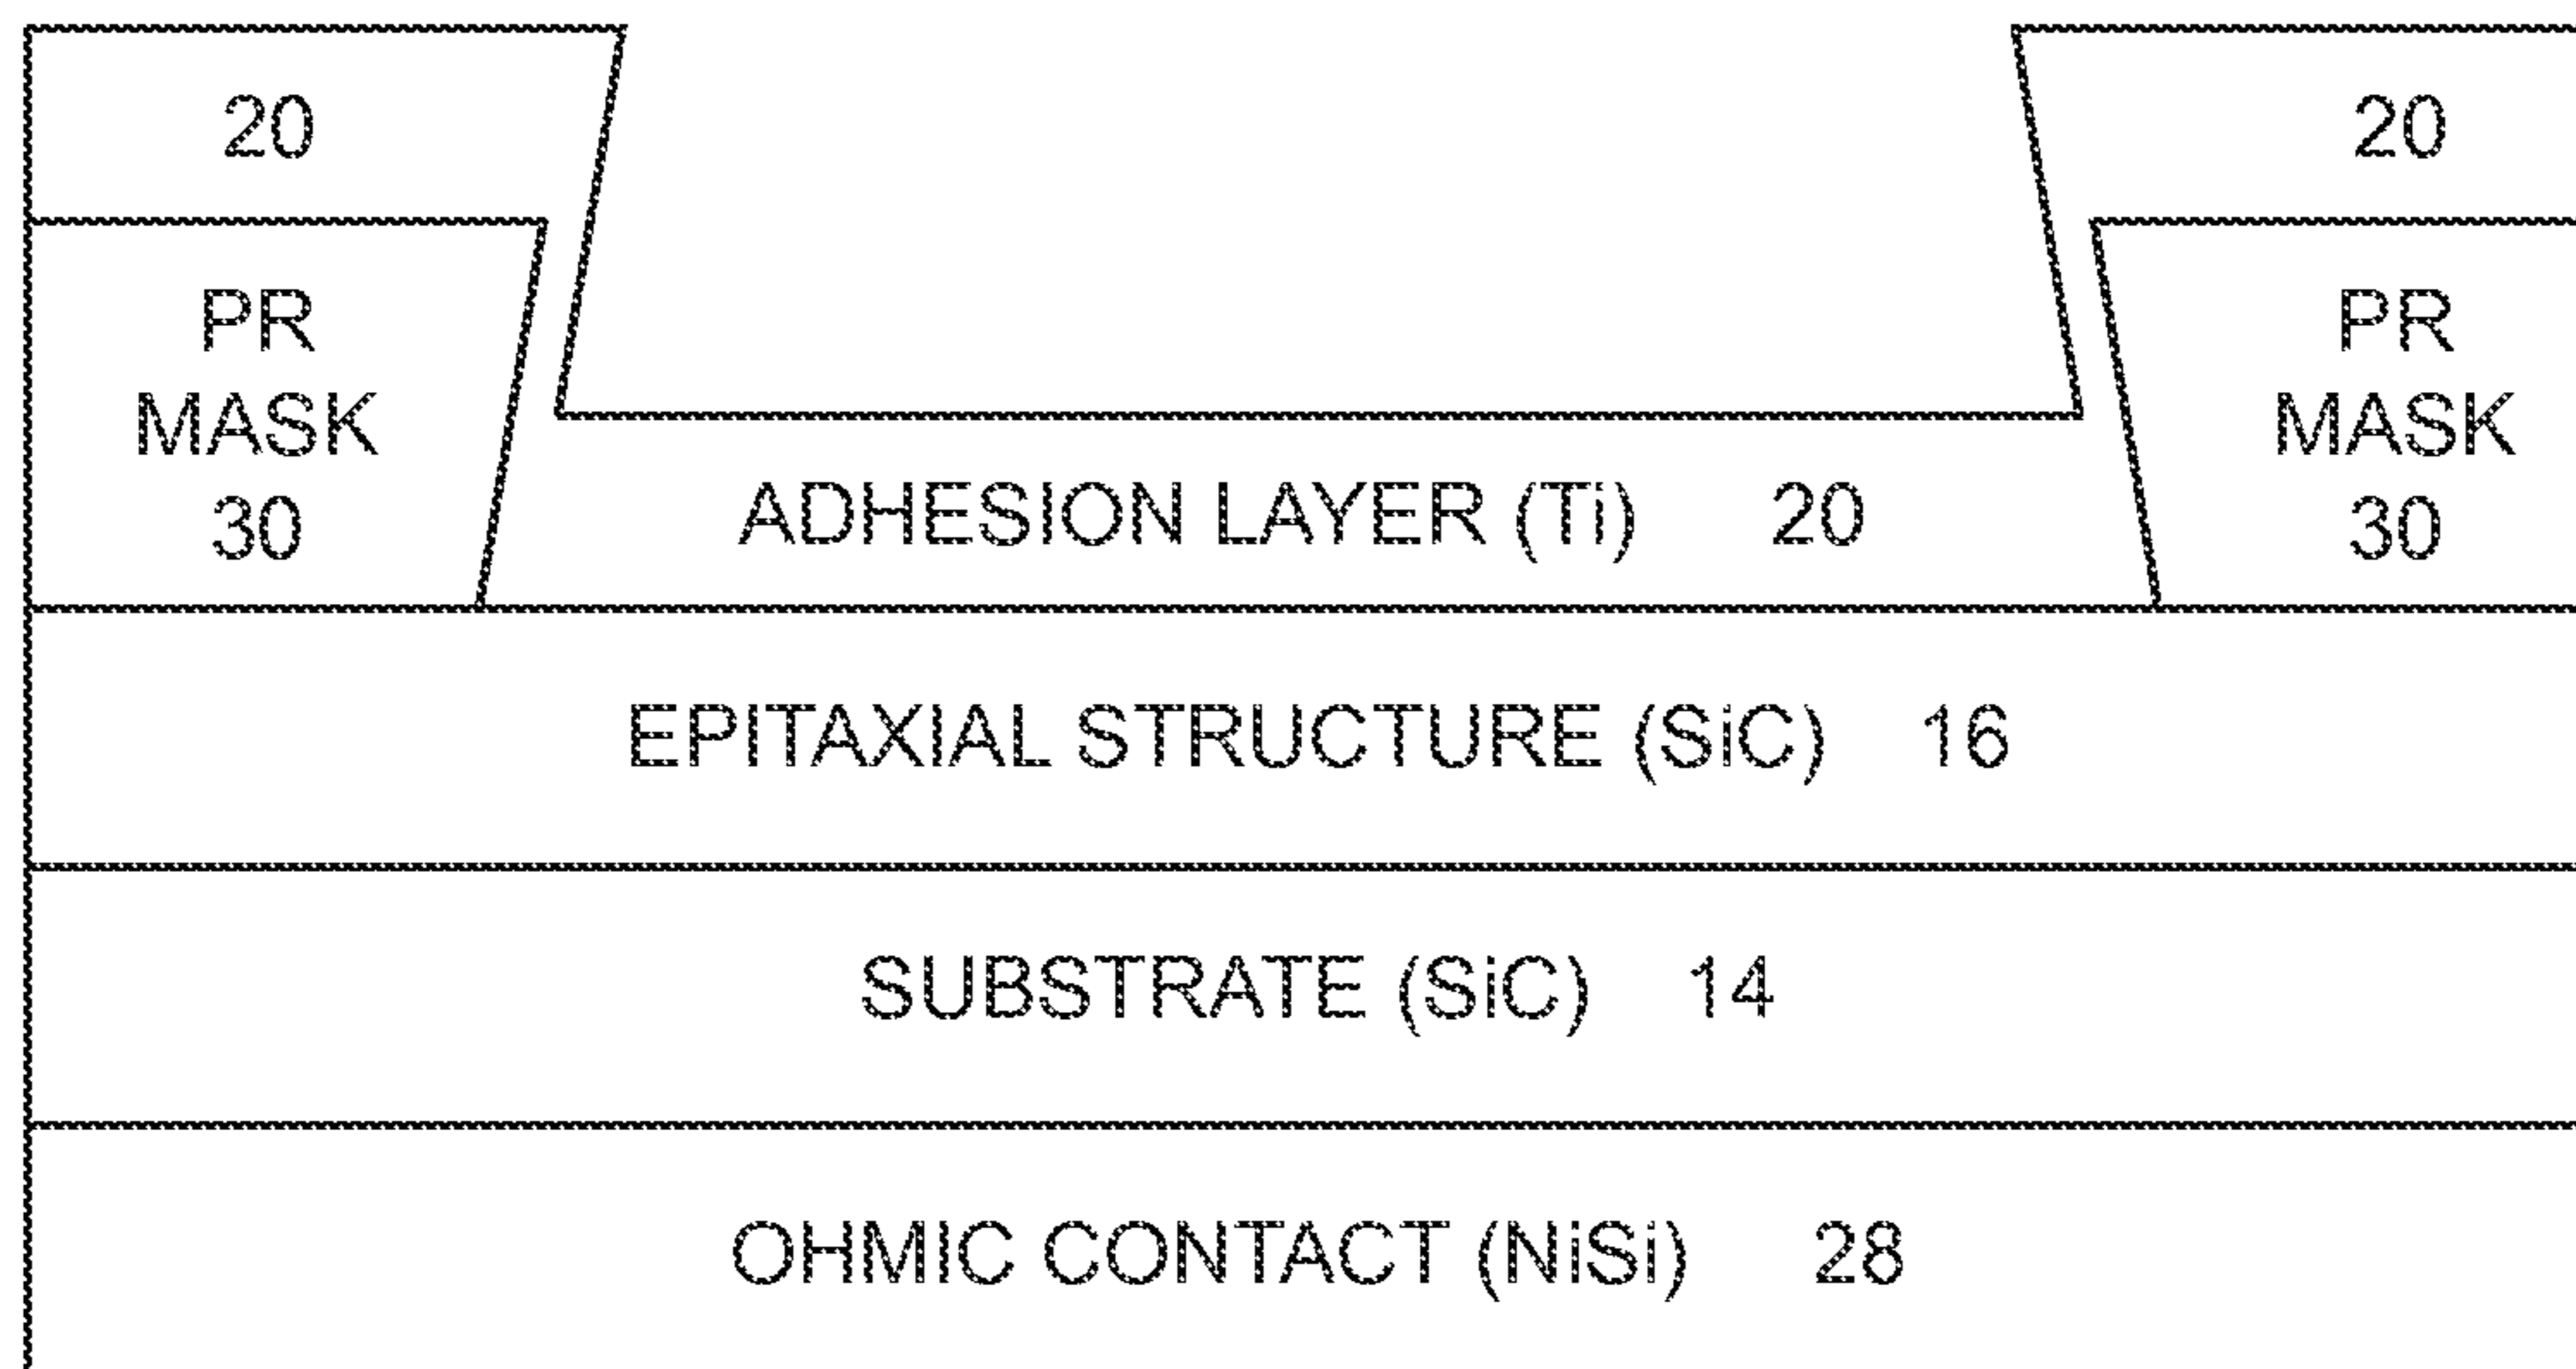 20
20
PR
MASK
30
PR
MASK
30
ADHESION LAYER (Ti) 20
EPITAXIAL STRUCTURE (SiC) 16
SUBSTRATE (SiC) 14
OHMIC CONTACT (NiSi) 28